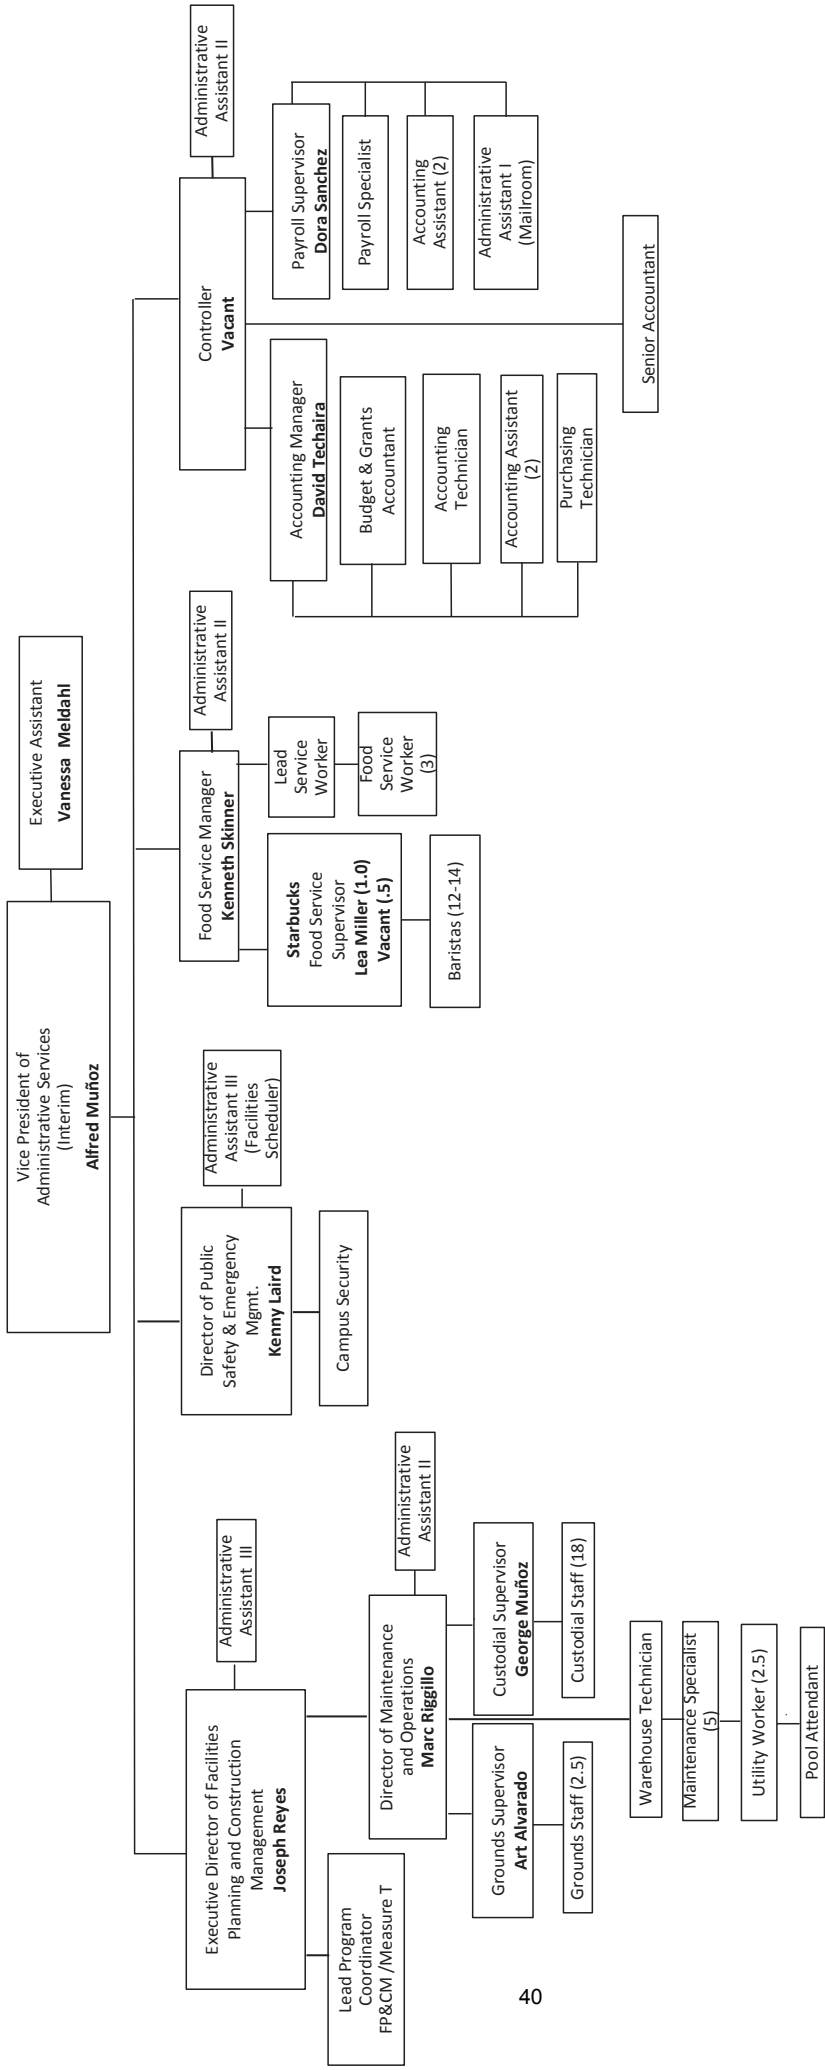 Vice President of
Administrative Services
(Interim)
Alfred Muñoz
Executive Assistant
Vanessa Meldahl
Executive Director of Facilities
Planning and Construction
Management
Joseph Reyes
Administrative
Assistant III
Lead Program
Coordinator
FP&CM /Measure T
Director of Maintenance
and Operations
Marc Riggillo
Administrative
Assistant II
Grounds Supervisor
Art Alvarado
Grounds Staff (2.5)
Custodial Supervisor
George Muñoz
Custodial Staff (18)
Warehouse Technician
Maintenance Specialist
(5)
Utility Worker (2.5)
Pool Attendant
Director of Public
Safety & Emergency
Mgmt.
Kenny Laird
Administrative
Assistant III
(Facilities
Scheduler)
Campus Security
Food Service Manager
Kenneth Skinner
Administrative
Assistant II
Starbucks
Food Service
Supervisor
Lea Miller (1.0)
Vacant (.5)
Baristas (12-14)
Lead
Service
Worker
Food
Service
Worker
(3)
Controller
Vacant
Administrative
Assistant II
Accounting Manager
David Techaira
Budget & Grants
Accountant
Accounting
Technician
Accounting Assistant
(2)
Purchasing
Technician
Payroll Supervisor
Dora Sanchez
Payroll Specialist
Accounting
Assistant (2)
Administrative
Assistant I
(Mailroom)
Senior Accountant
40